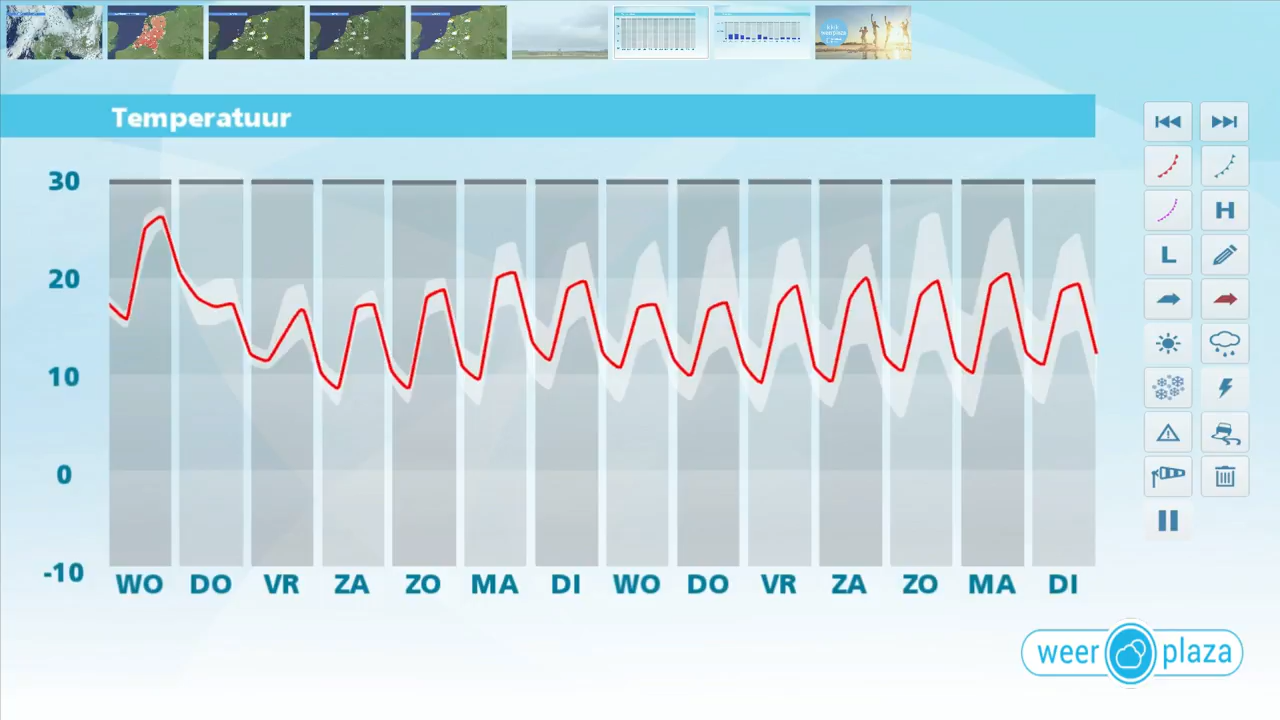 Temperatuur
30
20
10
0
-10
WO DO VR ZA ZO MA DI WO DO VR ZA ZO MA DI
H
L
weer plaza